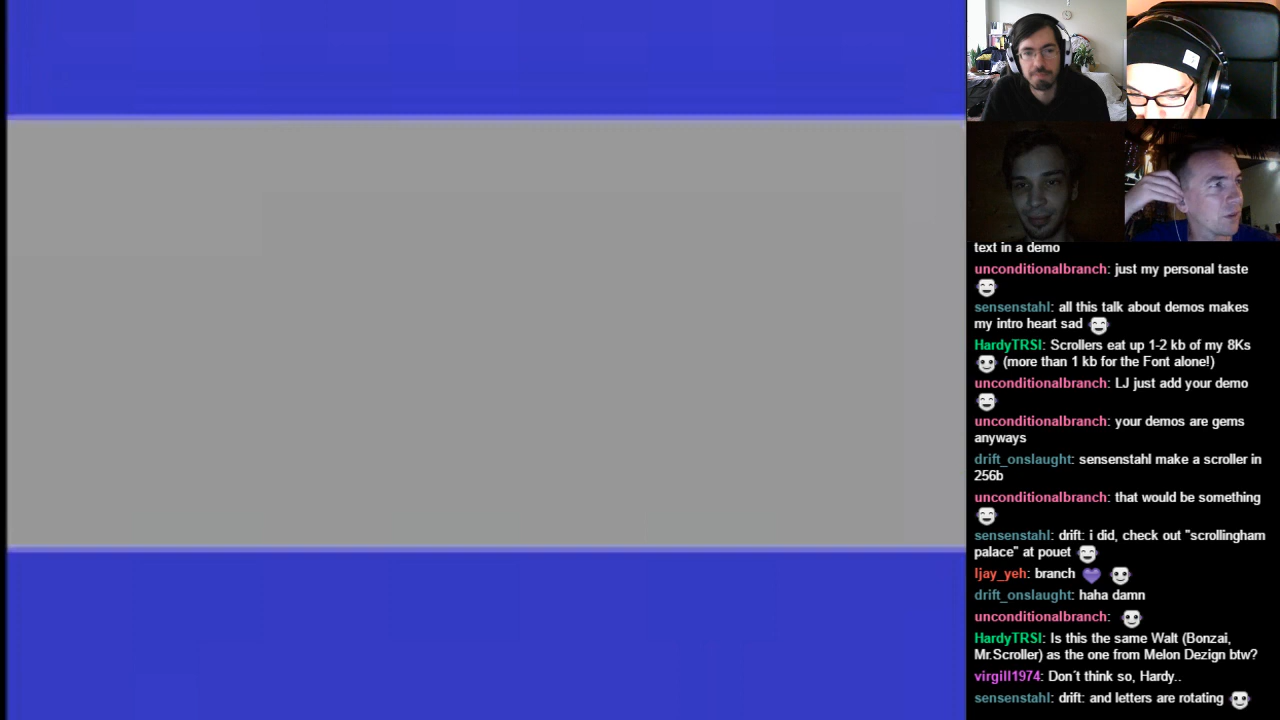 text in a demo
unconditionalbranch: just my personal taste
sensenstahl: all this talk about demos makes
my intro heart sad
HardyTRSI: Scrollers eat up 1-2 kb of my 8Ks
(more than 1 kb for the Font alone!)
unconditionalbranch: LJ just add your demo
unconditionalbranch: your demos are gems
anyways
drift_onslaught: sensenstahl make a scroller in
256b
unconditionalbranch: that would be something
sensenstahl: drift: i did, check out "scrollingham
palace" at pouet
ljay_yeh: branch
drift_onslaught: haha damn
unconditionalbranch:
HardyTRSI: Is this the same Walt (Bonzai,
Mr.Scroller) as the one from Melon Dezign btw?
virgill1974: Don´t think so, Hardy..
sensenstahl: drift: and letters are rotating